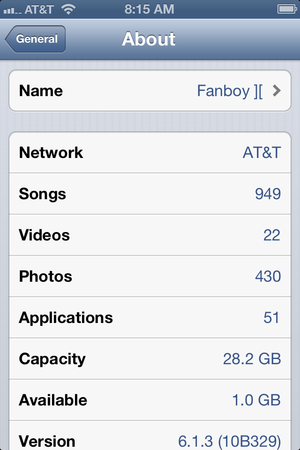 AT&T 8:15 AM
General About
Name Fanboy ][
Network AT&T
Songs 949
Videos 22
Photos 430
Applications 51
Capacity 28.2 GB
Available 1.0 GB
Version 6.1.3 (10B329)